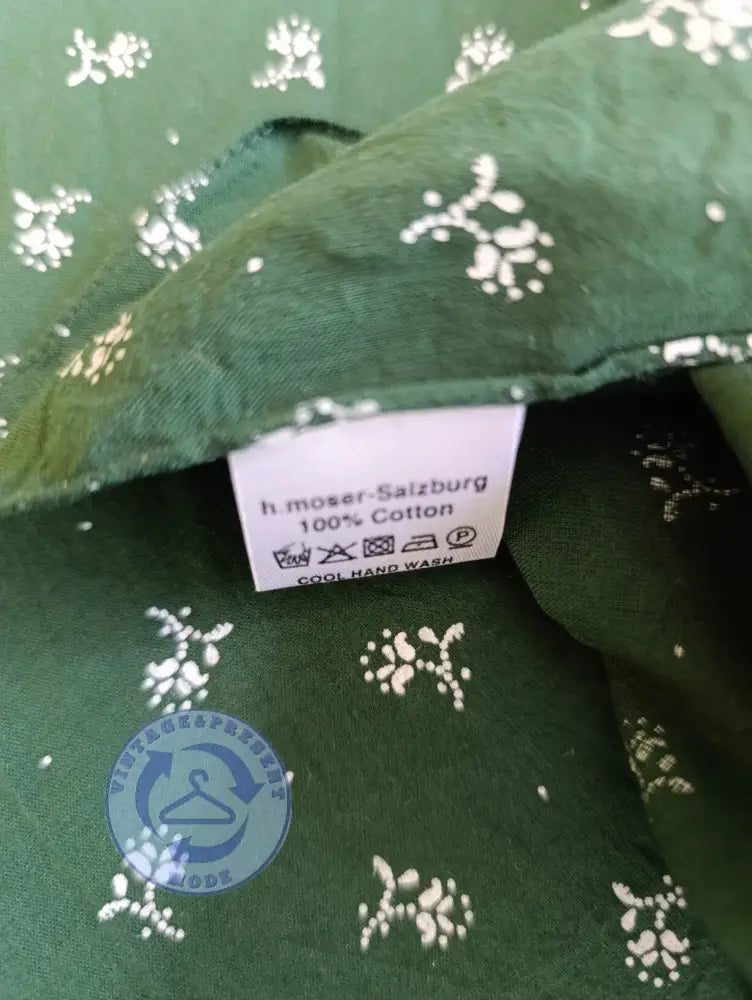 h.moser-Salzburg
100% Cotton
P
COOL HAND WASH
VINTAGE&PRESENT
MODE